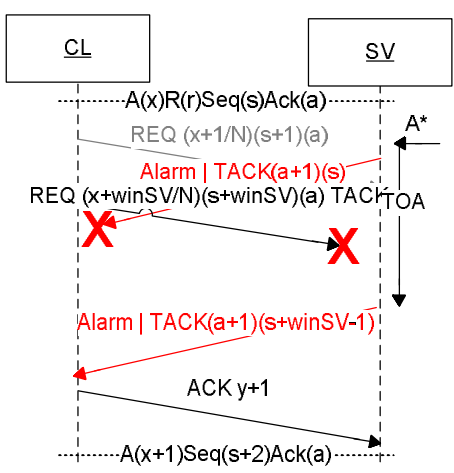 CL
SV
A(x)R(r)Seq(s)Ack(a)
A*
REQ (x+1/N)(s+1)(a)
Alarm | TACK(a+1)(s)
REQ (x+winSV/N)(s+winSV)(a) TACK
TOA
X
X
Alarm | TACK(a+1)(s+winSV-1)
ACK y+1
A(x+1)Seq(s+2)Ack(a)